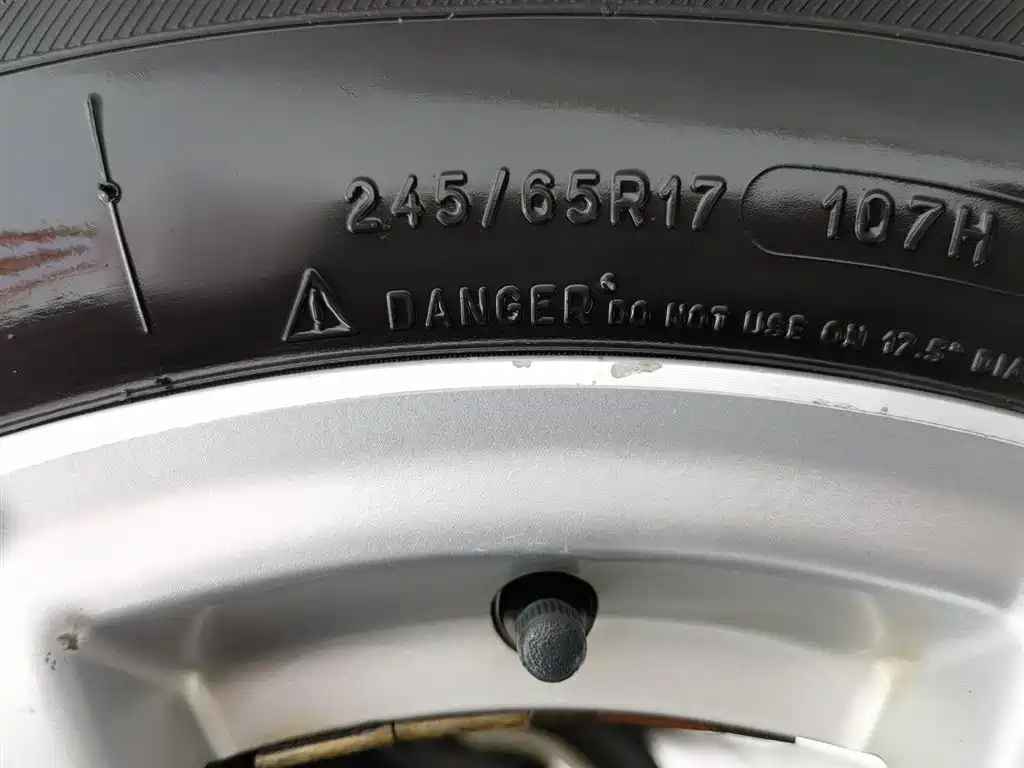 245/65R17 107H
DANGER DO NOT USE ON 17.5" DIA